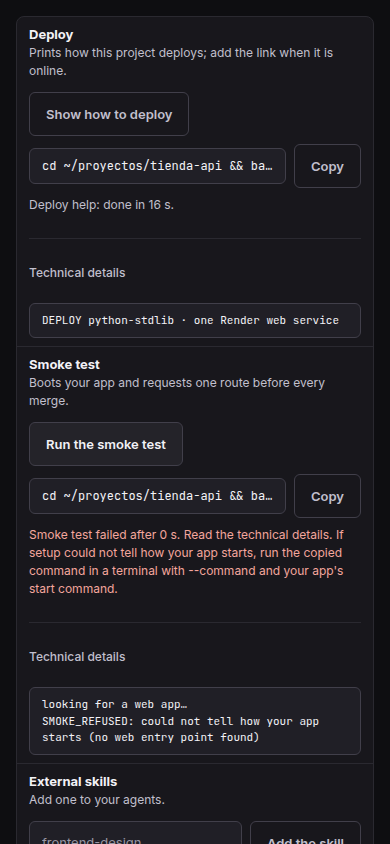 Deploy
Prints how this project deploys; add the link when it is
online.
Show how to deploy
cd ~/proyectos/tienda-api && ba…
Copy
Deploy help: done in 16 s.
Technical details
DEPLOY python-stdlib · one Render web service
Smoke test
Boots your app and requests one route before every
merge.
Run the smoke test
cd ~/proyectos/tienda-api && ba…
Copy
Smoke test failed after 0 s. Read the technical details. If
setup could not tell how your app starts, run the copied
command in a terminal with --command and your app's
start command.
Technical details
looking for a web app…
SMOKE_REFUSED: could not tell how your app
starts (no web entry point found)
External skills
Add one to your agents.
frontend-design
Add the skill